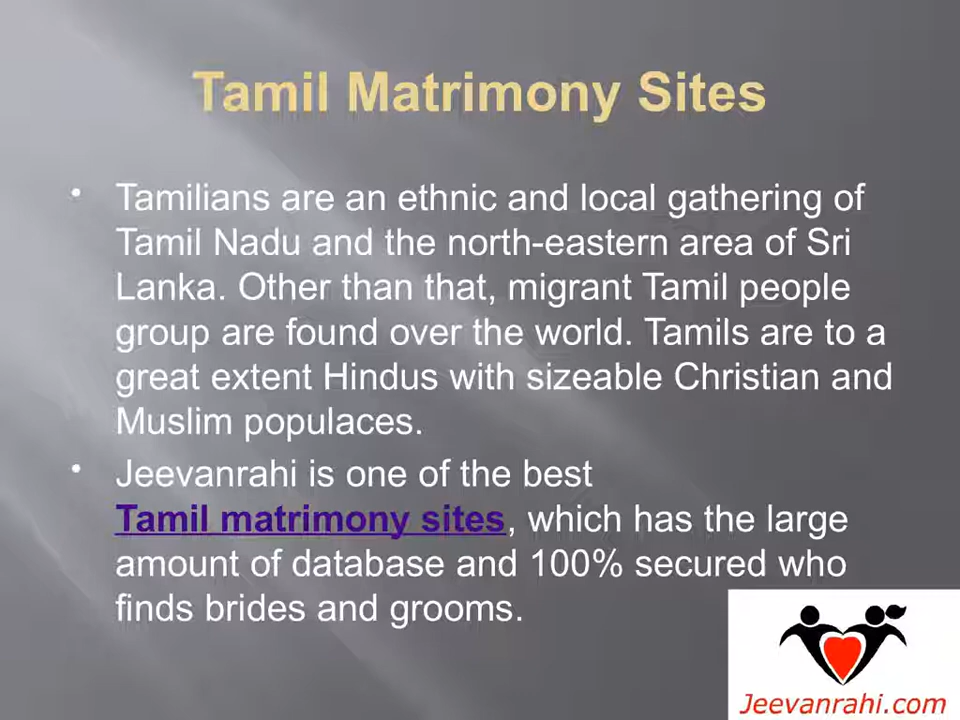 Tamil Matrimony Sites
• Tamilians are an ethnic and local gathering of
Tamil Nadu and the north-eastern area of Sri
Lanka. Other than that, migrant Tamil people
group are found over the world. Tamils are to a
great extent Hindus with sizeable Christian and
Muslim populaces.
• Jeevanrahi is one of the best
Tamil matrimony sites, which has the large
amount of database and 100% secured who
finds brides and grooms.
Jeevanrahi.com